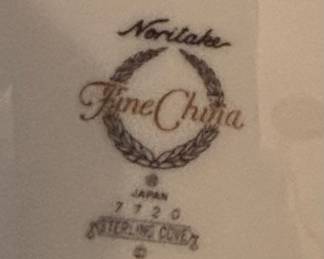 Noritake
Fine China
JAPAN
7720
STERLING COVE
©